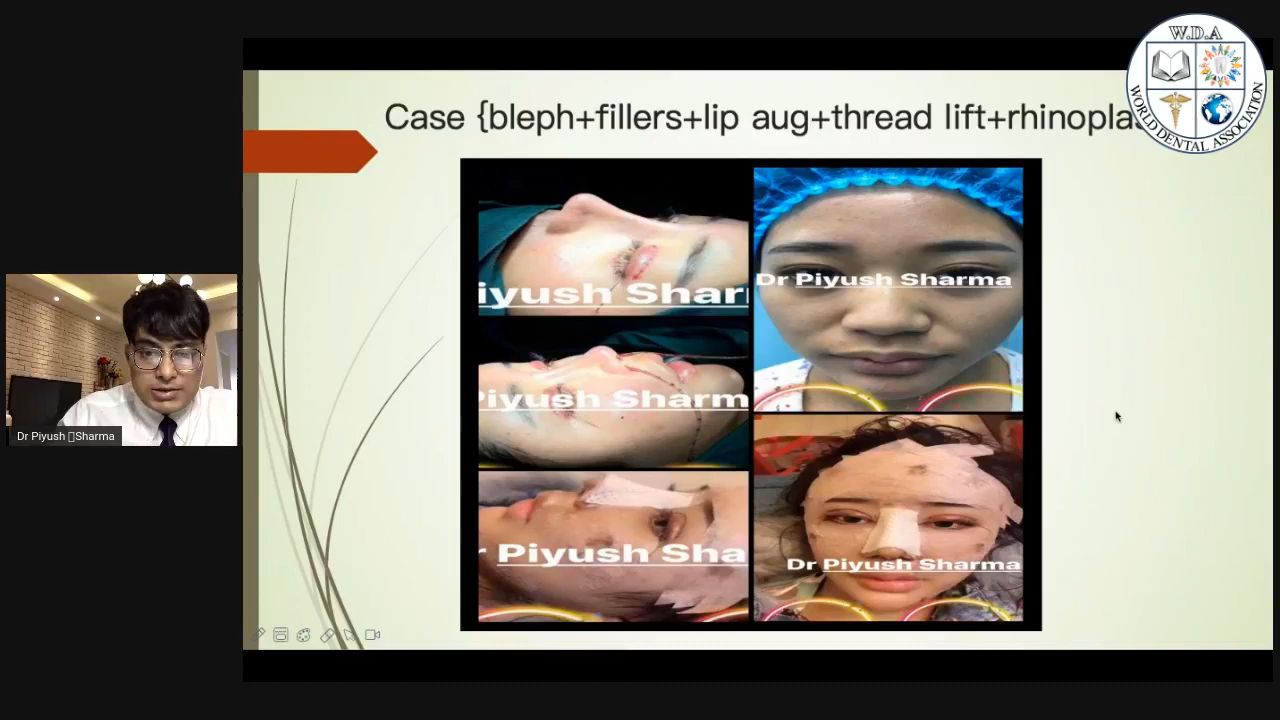 W.D.A
WORLD DENTAL ASSOCIATION
Case {bleph+fillers+lip aug+thread lift+rhinopla
iyush Shar
Dr Piyush Sharma
Piyush Sharm
r Piyush Sha
Dr Piyush Sharma
Dr Piyush Sharma